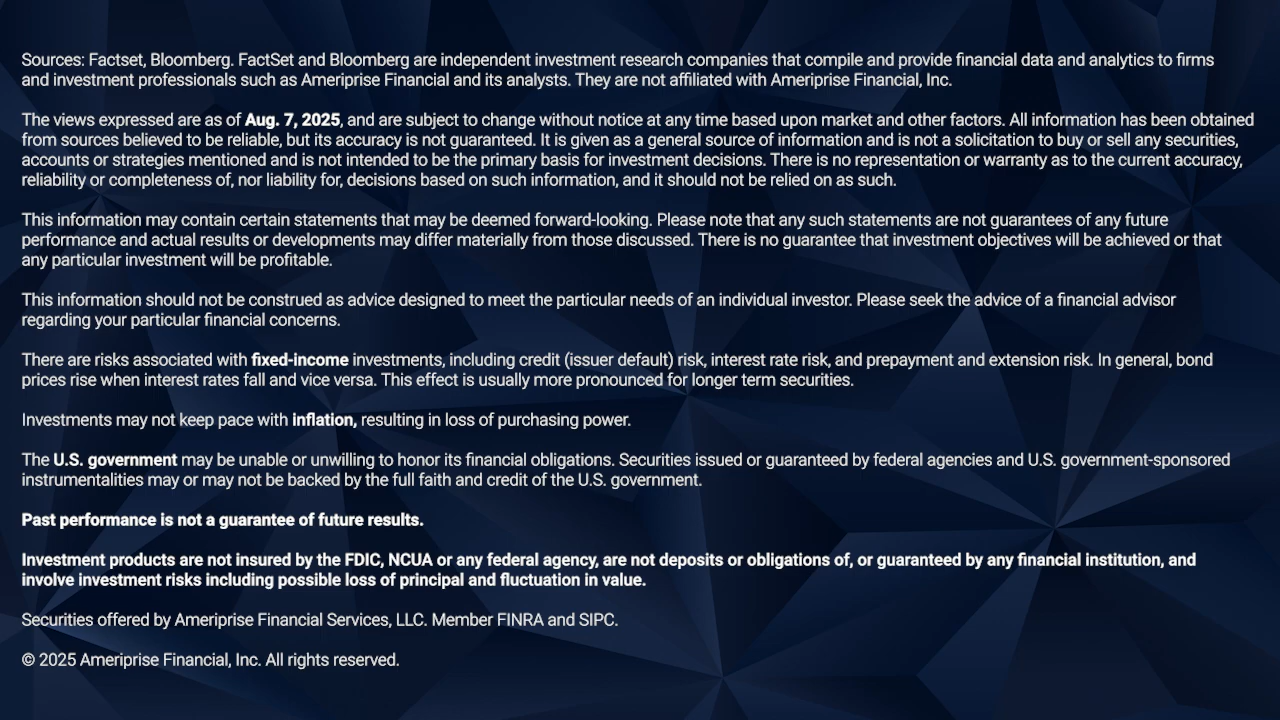 Sources: Factset, Bloomberg. FactSet and Bloomberg are independent investment research companies that compile and provide financial data and analytics to firms
and investment professionals such as Ameriprise Financial and its analysts. They are not affiliated with Ameriprise Financial, Inc.
The views expressed are as of Aug. 7, 2025, and are subject to change without notice at any time based upon market and other factors. All information has been obtained
from sources believed to be reliable, but its accuracy is not guaranteed. It is given as a general source of information and is not a solicitation to buy or sell any securities,
accounts or strategies mentioned and is not intended to be the primary basis for investment decisions. There is no representation or warranty as to the current accuracy,
reliability or completeness of, nor liability for, decisions based on such information, and it should not be relied on as such.
This information may contain certain statements that may be deemed forward-looking. Please note that any such statements are not guarantees of any future
performance and actual results or developments may differ materially from those discussed. There is no guarantee that investment objectives will be achieved or that
any particular investment will be profitable.
This information should not be construed as advice designed to meet the particular needs of an individual investor. Please seek the advice of a financial advisor
regarding your particular financial concerns.
There are risks associated with fixed-income investments, including credit (issuer default) risk, interest rate risk, and prepayment and extension risk. In general, bond
prices rise when interest rates fall and vice versa. This effect is usually more pronounced for longer term securities.
Investments may not keep pace with inflation, resulting in loss of purchasing power.
The U.S. government may be unable or unwilling to honor its financial obligations. Securities issued or guaranteed by federal agencies and U.S. government-sponsored
instrumentalities may or may not be backed by the full faith and credit of the U.S. government.
Past performance is not a guarantee of future results.
Investment products are not insured by the FDIC, NCUA or any federal agency, are not deposits or obligations of, or guaranteed by any financial institution, and
involve investment risks including possible loss of principal and fluctuation in value.
Securities offered by Ameriprise Financial Services, LLC. Member FINRA and SIPC.
© 2025 Ameriprise Financial, Inc. All rights reserved.